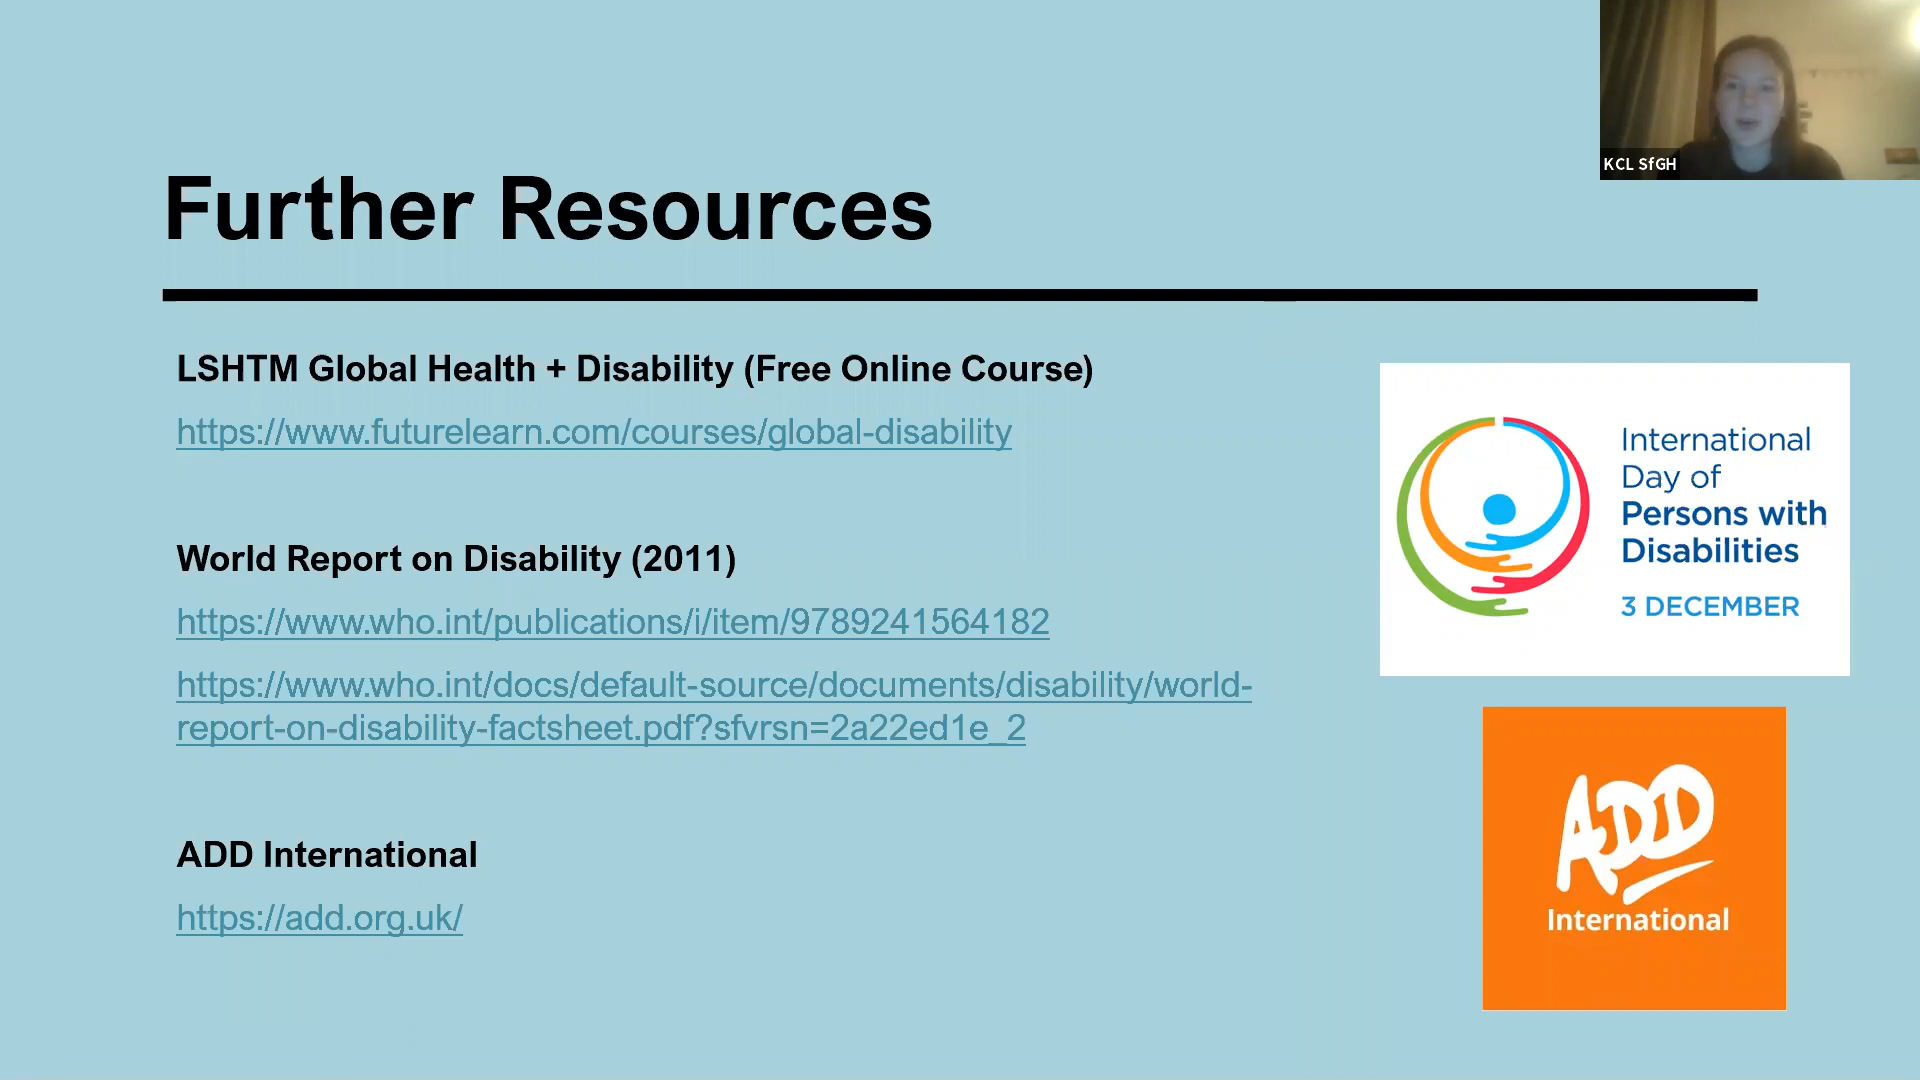 KCL SfGH
Further Resources
LSHTM Global Health + Disability (Free Online Course)
https://www.futurelearn.com/courses/global-disability
World Report on Disability (2011)
https://www.who.int/publications/i/item/9789241564182
https://www.who.int/docs/default-source/documents/disability/world-
report-on-disability-factsheet.pdf?sfvrsn=2a22ed1e_2
ADD International
https://add.org.uk/
International
Day of
Persons with
Disabilities
3 DECEMBER
ADD
International